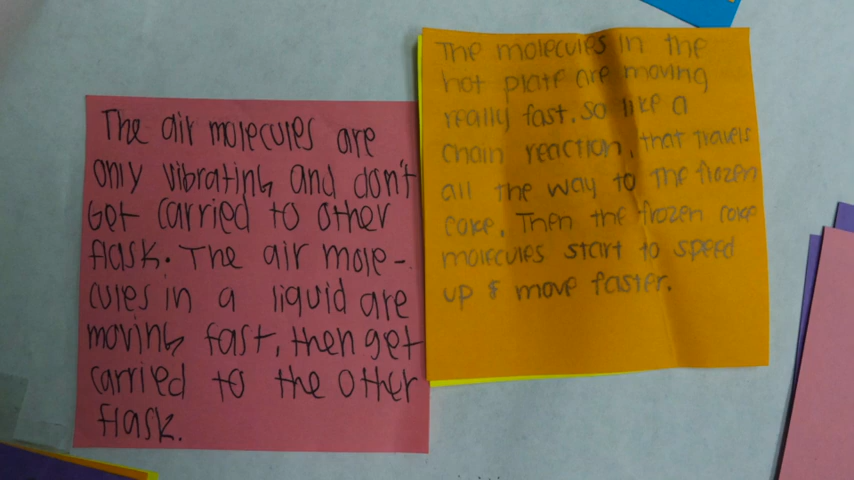 The air molecules are
only vibrating and don't
get carried to other
flask. The air mole-
cules in a liquid are
moving fast, then get
carried to the other
flask.
The molecules in the
hot plate are moving
really fast. So like a
chain reaction, that travels
all the way to the frozen
coke. Then the frozen coke
molecules start to speed
up & move faster.